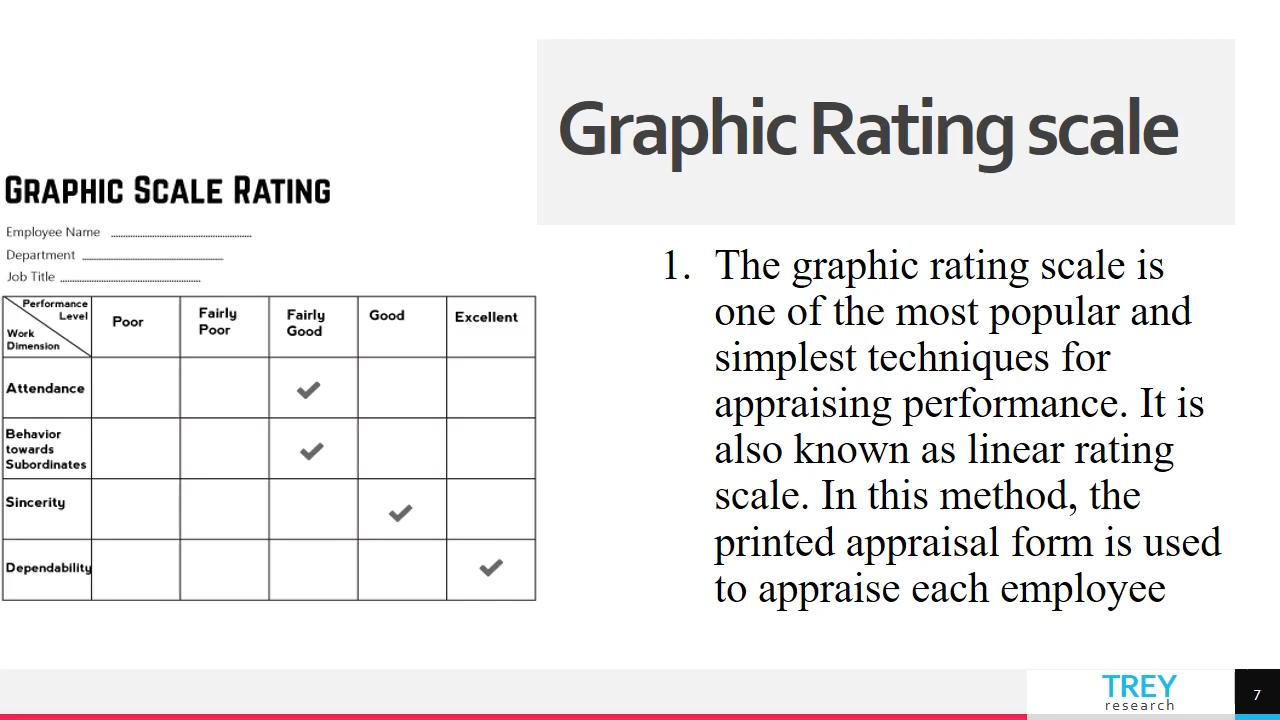 Graphic Rating scale
GRAPHIC SCALE RATING
Employee Name
Department
Job Title
Performance
Level
Work
Dimension
Poor
Fairly
Poor
Fairly
Good
Good
Excellent
Attendance
Behavior
towards
Subordinates
Sincerity
Dependability
1. The graphic rating scale is
one of the most popular and
simplest techniques for
appraising performance. It is
also known as linear rating
scale. In this method, the
printed appraisal form is used
to appraise each employee
TREY
research
7